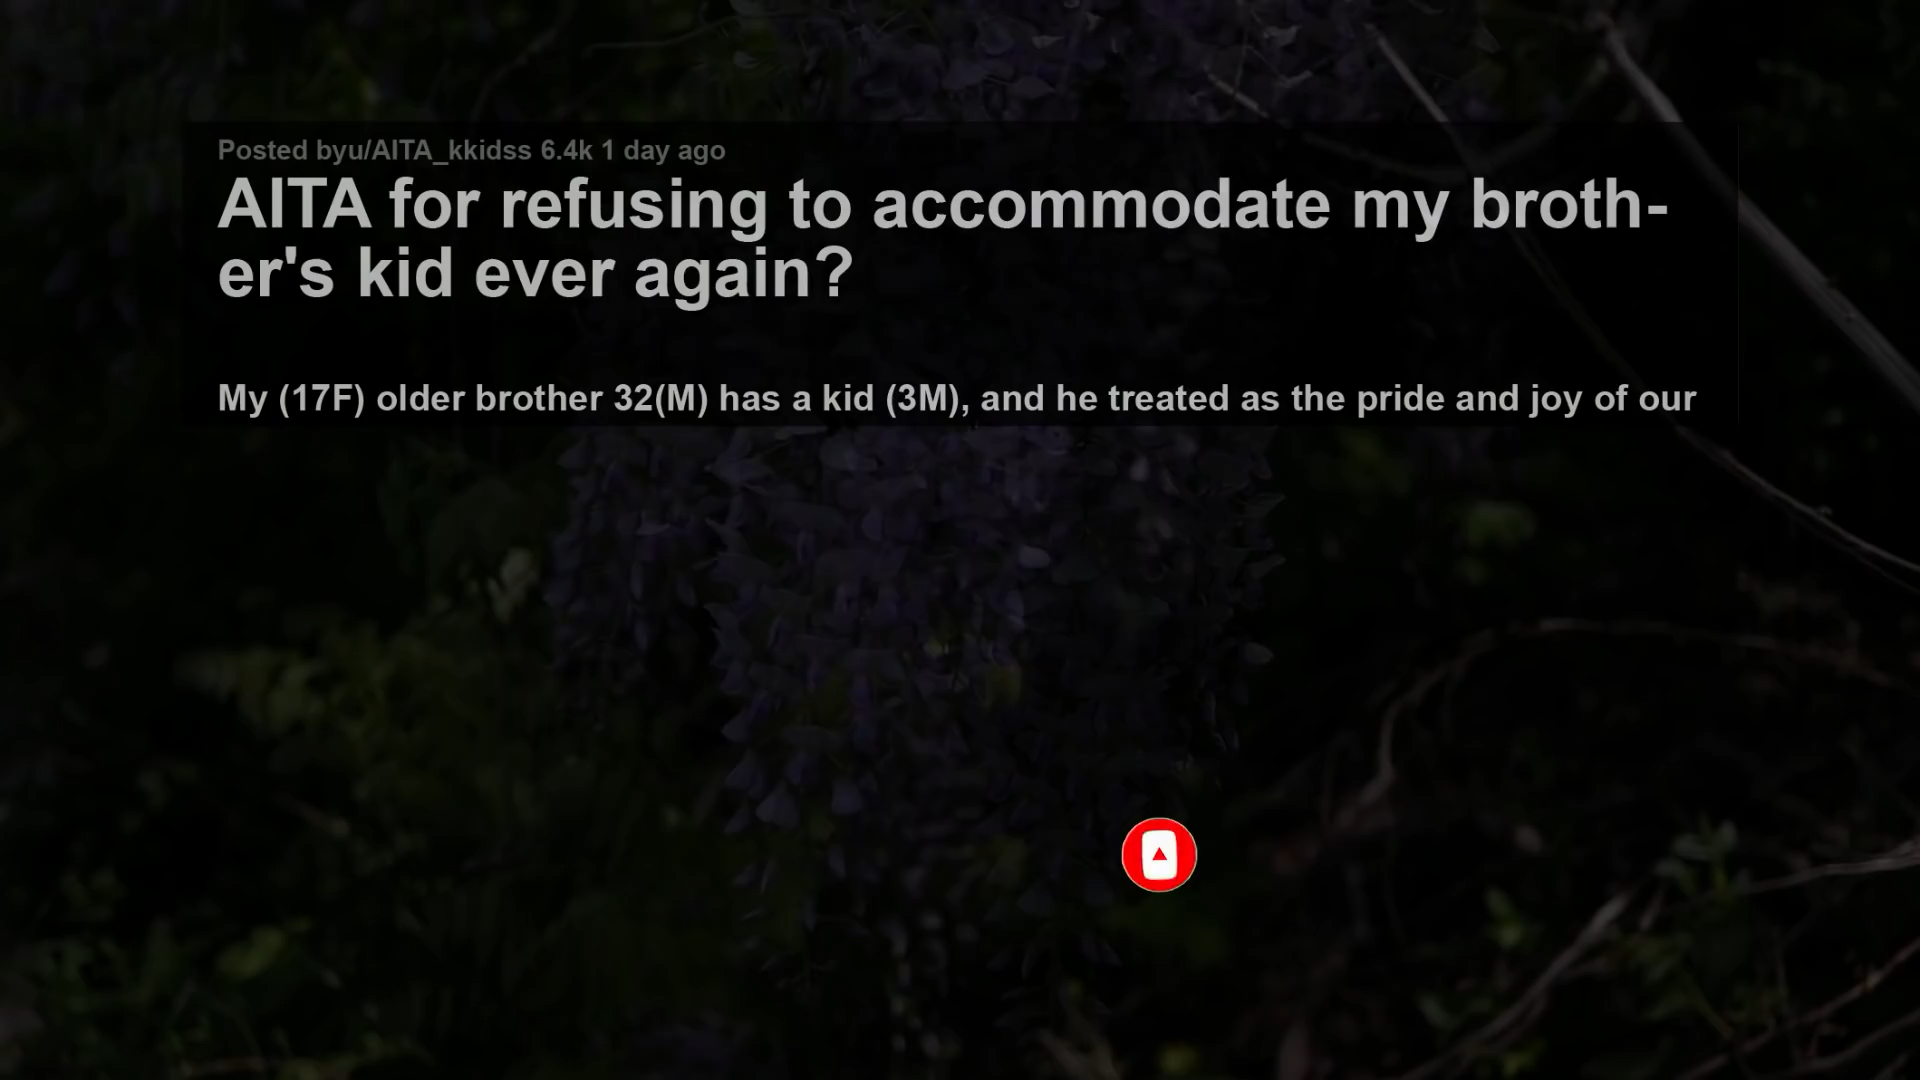 Posted byu/AITA_kkidss 6.4k 1 day ago
AITA for refusing to accommodate my broth-
er's kid ever again?
My (17F) older brother 32(M) has a kid (3M), and he treated as the pride and joy of our